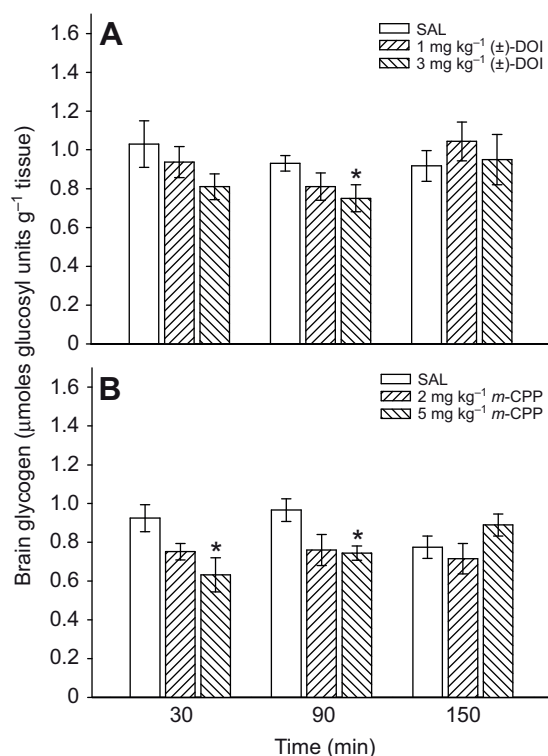 A
SAL
1 mg kg⁻¹ (±)-DOI
3 mg kg⁻¹ (±)-DOI
1.6
1.4
1.2
1.0
0.8
0.6
0.4
0.2
0
*
B
SAL
2 mg kg⁻¹ m-CPP
5 mg kg⁻¹ m-CPP
1.6
1.4
1.2
1.0
0.8
0.6
0.4
0.2
0
* *
30 90 150
Time (min)
Brain glycogen (μmoles glucosyl units g⁻¹ tissue)